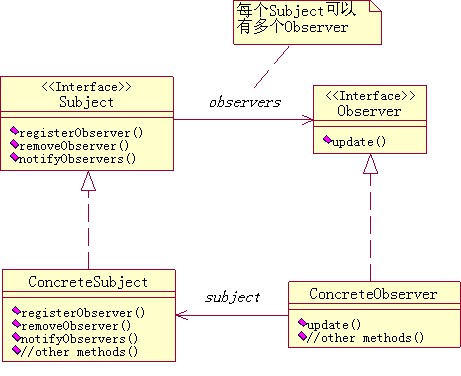 每个Subject可以
有多个Observer
<<Interface>>
Subject
registerObserver()
removeObserver()
notifyObservers()
observers
<<Interface>>
Observer
update()
ConcreteSubject
registerObserver()
removeObserver()
notifyObservers()
//other methods()
subject
ConcreteObserver
update()
//other methods()